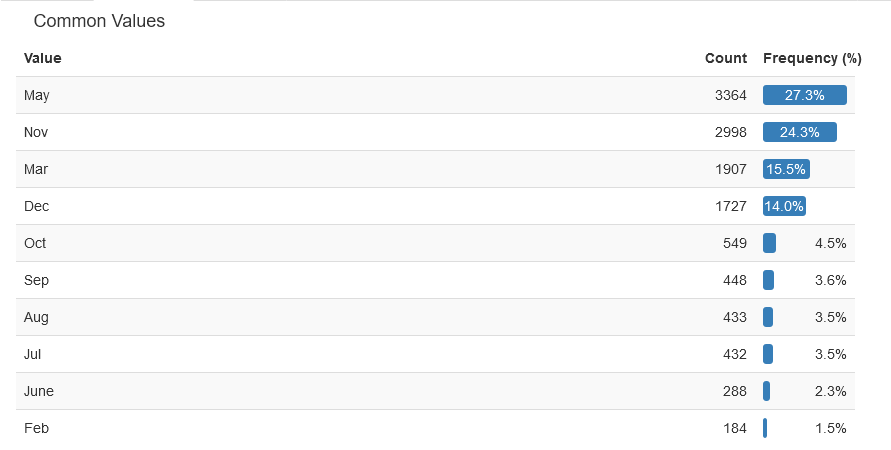 Common Values
Value Count Frequency (%)
May 3364 27.3%
Nov 2998 24.3%
Mar 1907 15.5%
Dec 1727 14.0%
Oct 549 4.5%
Sep 448 3.6%
Aug 433 3.5%
Jul 432 3.5%
June 288 2.3%
Feb 184 1.5%